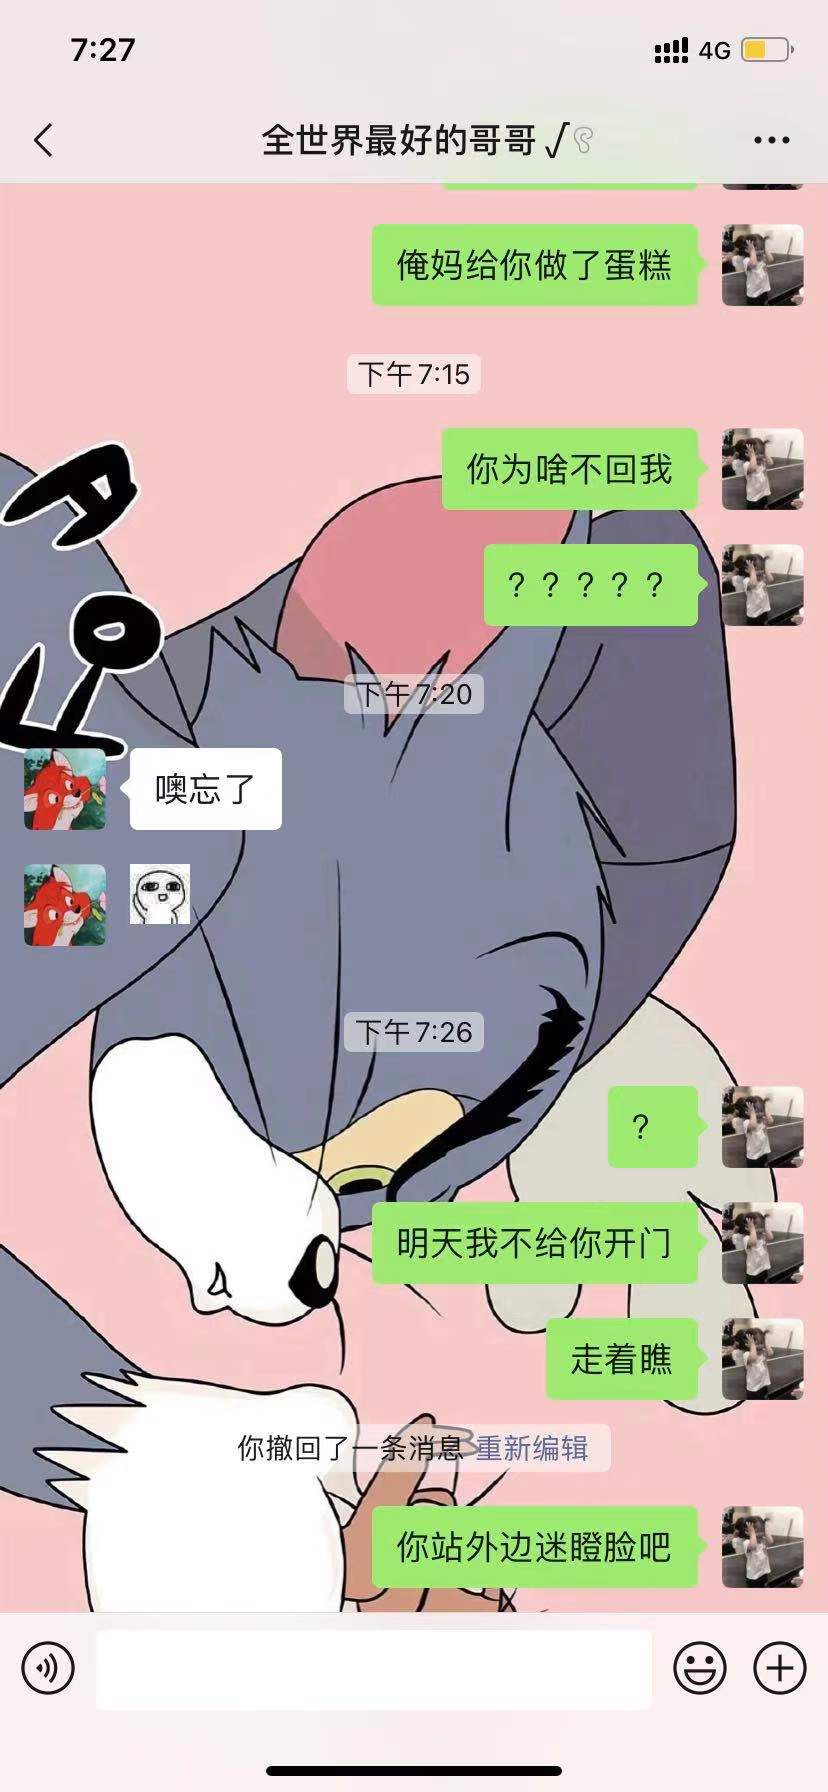 7:27
4G
全世界最好的哥哥√
俺妈给你做了蛋糕
下午 7:15
你为啥不回我
？？？？？
下午 7:20
噢忘了
下午 7:26
？
明天我不给你开门
走着瞧
你撤回了一条消息 重新编辑
你站外边迷瞪脸吧